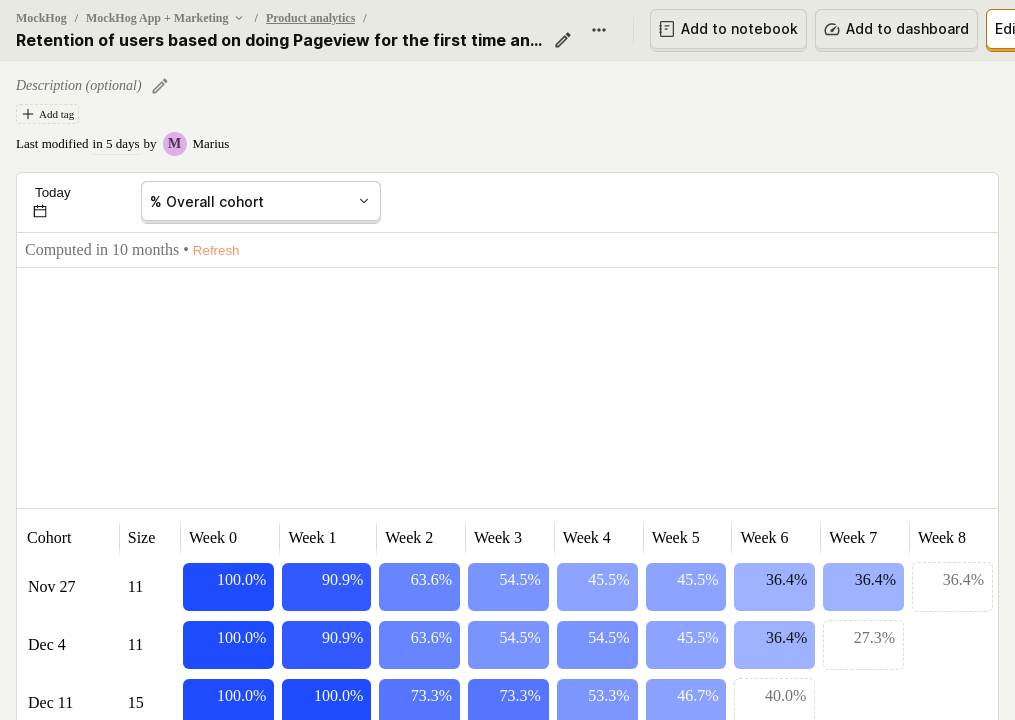 MockHog / MockHog App + Marketing / Product analytics /
Retention of users based on doing Pageview for the first time an...
Add to notebook
Add to dashboard
Description (optional)
Add tag
Last modified in 5 days by M Marius
Today
% Overall cohort
Computed in 10 months • Refresh
Cohort Size Week 0 Week 1 Week 2 Week 3 Week 4 Week 5 Week 6 Week 7 Week 8
Nov 27 11 100.0% 90.9% 63.6% 54.5% 45.5% 45.5% 36.4% 36.4% 36.4%
Dec 4 11 100.0% 90.9% 63.6% 54.5% 54.5% 45.5% 36.4% 27.3%
Dec 11 15 100.0% 100.0% 73.3% 73.3% 53.3% 46.7% 40.0%